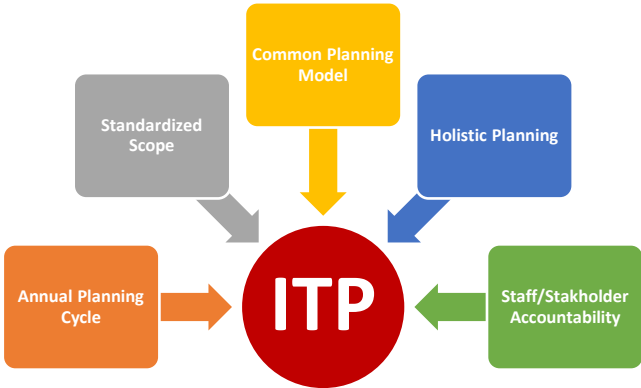 Common Planning
Model
Standardized
Scope
Holistic Planning
Annual Planning
Cycle
ITP
Staff/Stakholder
Accountability